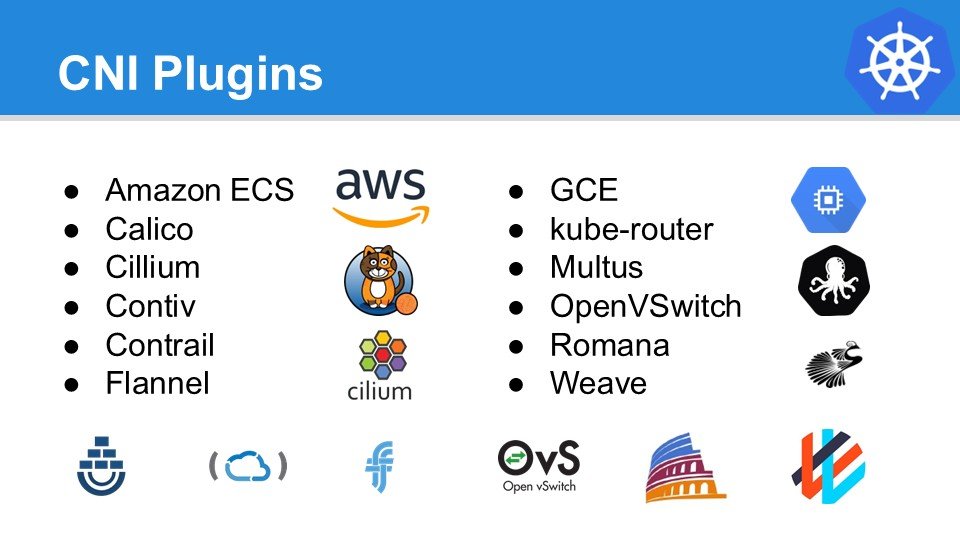 CNI Plugins
● Amazon ECS
● Calico
● Cillium
● Contiv
● Contrail
● Flannel
aws
cilium
● GCE
● kube-router
● Multus
● OpenVSwitch
● Romana
● Weave
OvS
Open vSwitch